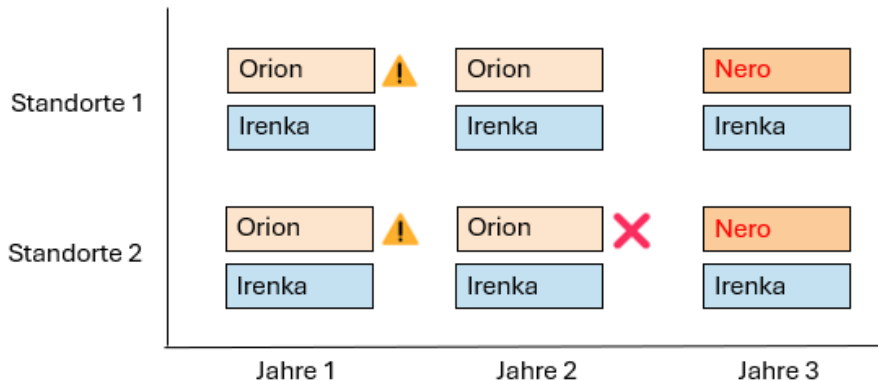 Orion
Orion
Nero
Standorte 1
Irenka
Irenka
Irenka
Orion
Orion
Nero
Standorte 2
Irenka
Irenka
Irenka
Jahre 1
Jahre 2
Jahre 3